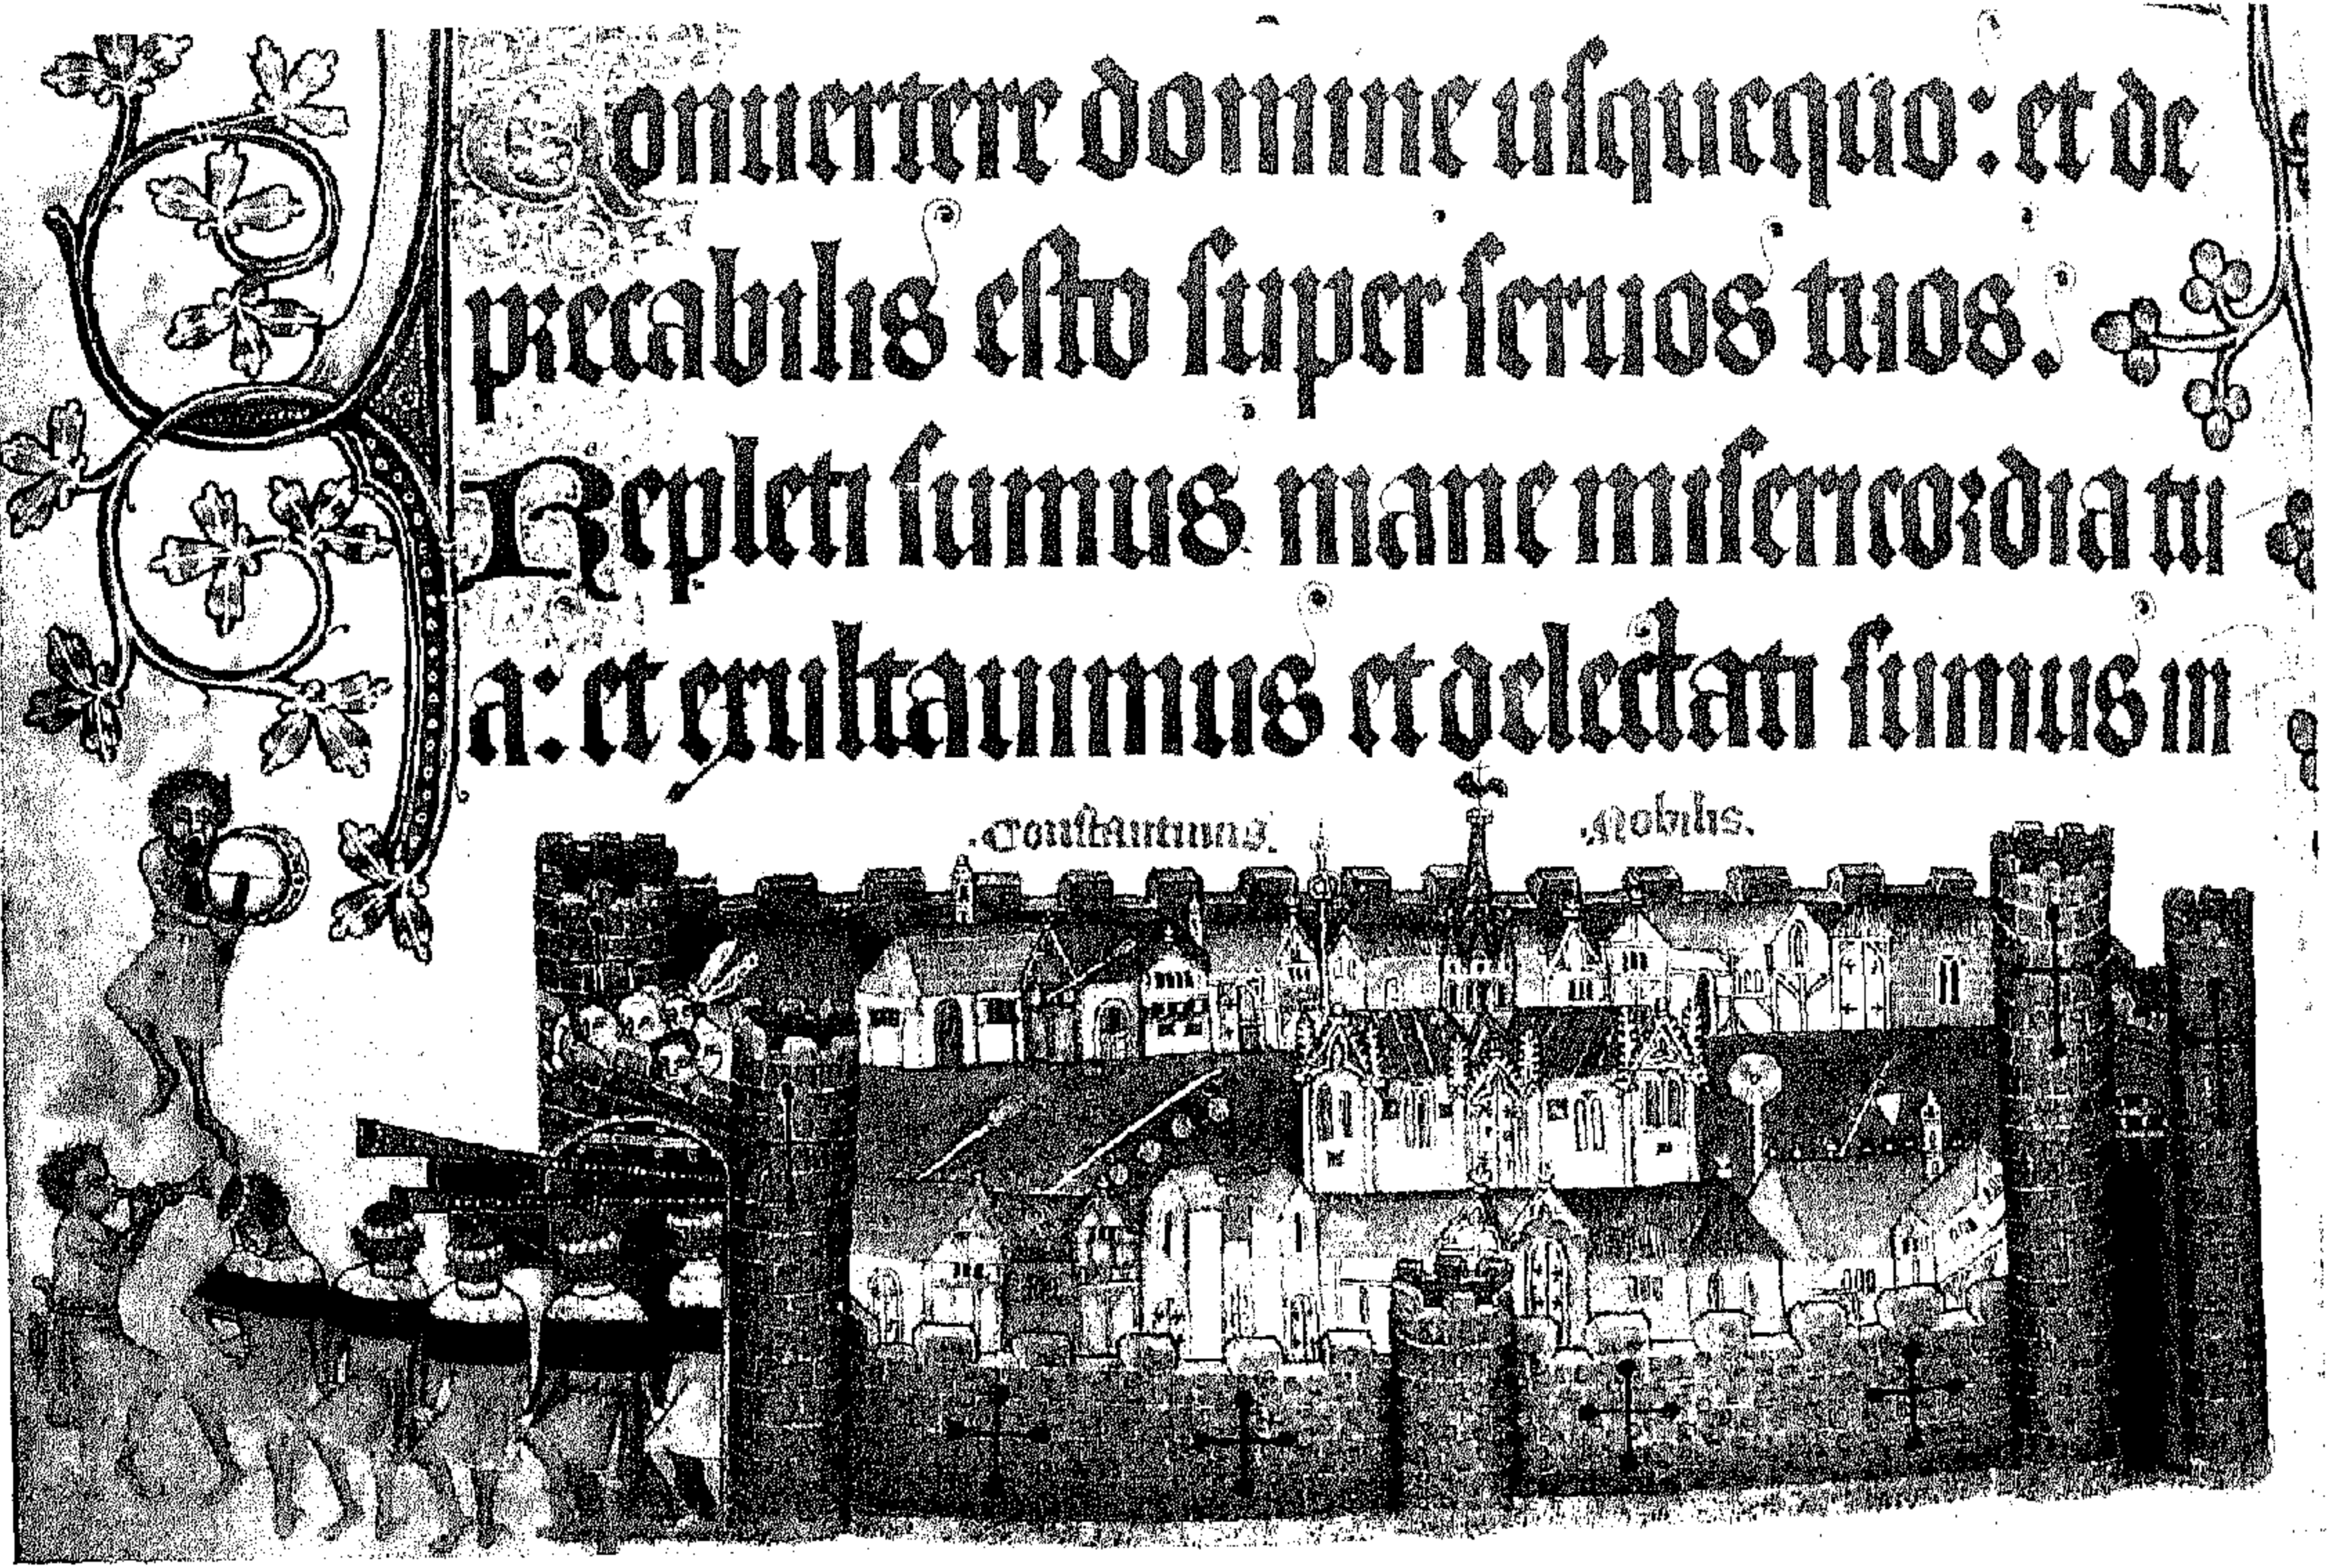 Conuertere domine usquequo: et de
precabilis esto super seruos tuos.
Repleti sumus mane misericordia tu
a: et exultauimus et delectati sumus in
.Constantinus. .Nobilis.